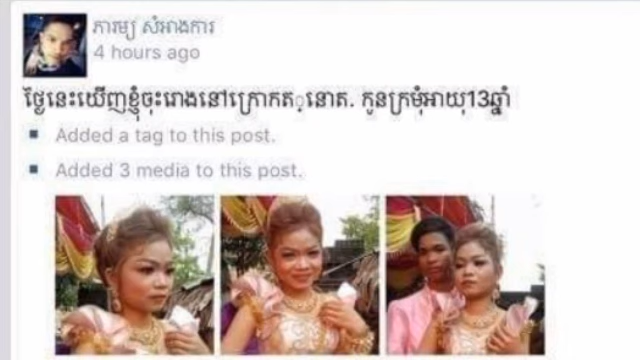 ភារម្យ សំអាងការ
4 hours ago
ថ្ងៃនេះឃើញខ្ញុំចុះរោងនៅក្រោកត្នោត. កូនក្រមុំអាយុ13ឆ្នាំ
Added a tag to this post.
Added 3 media to this post.